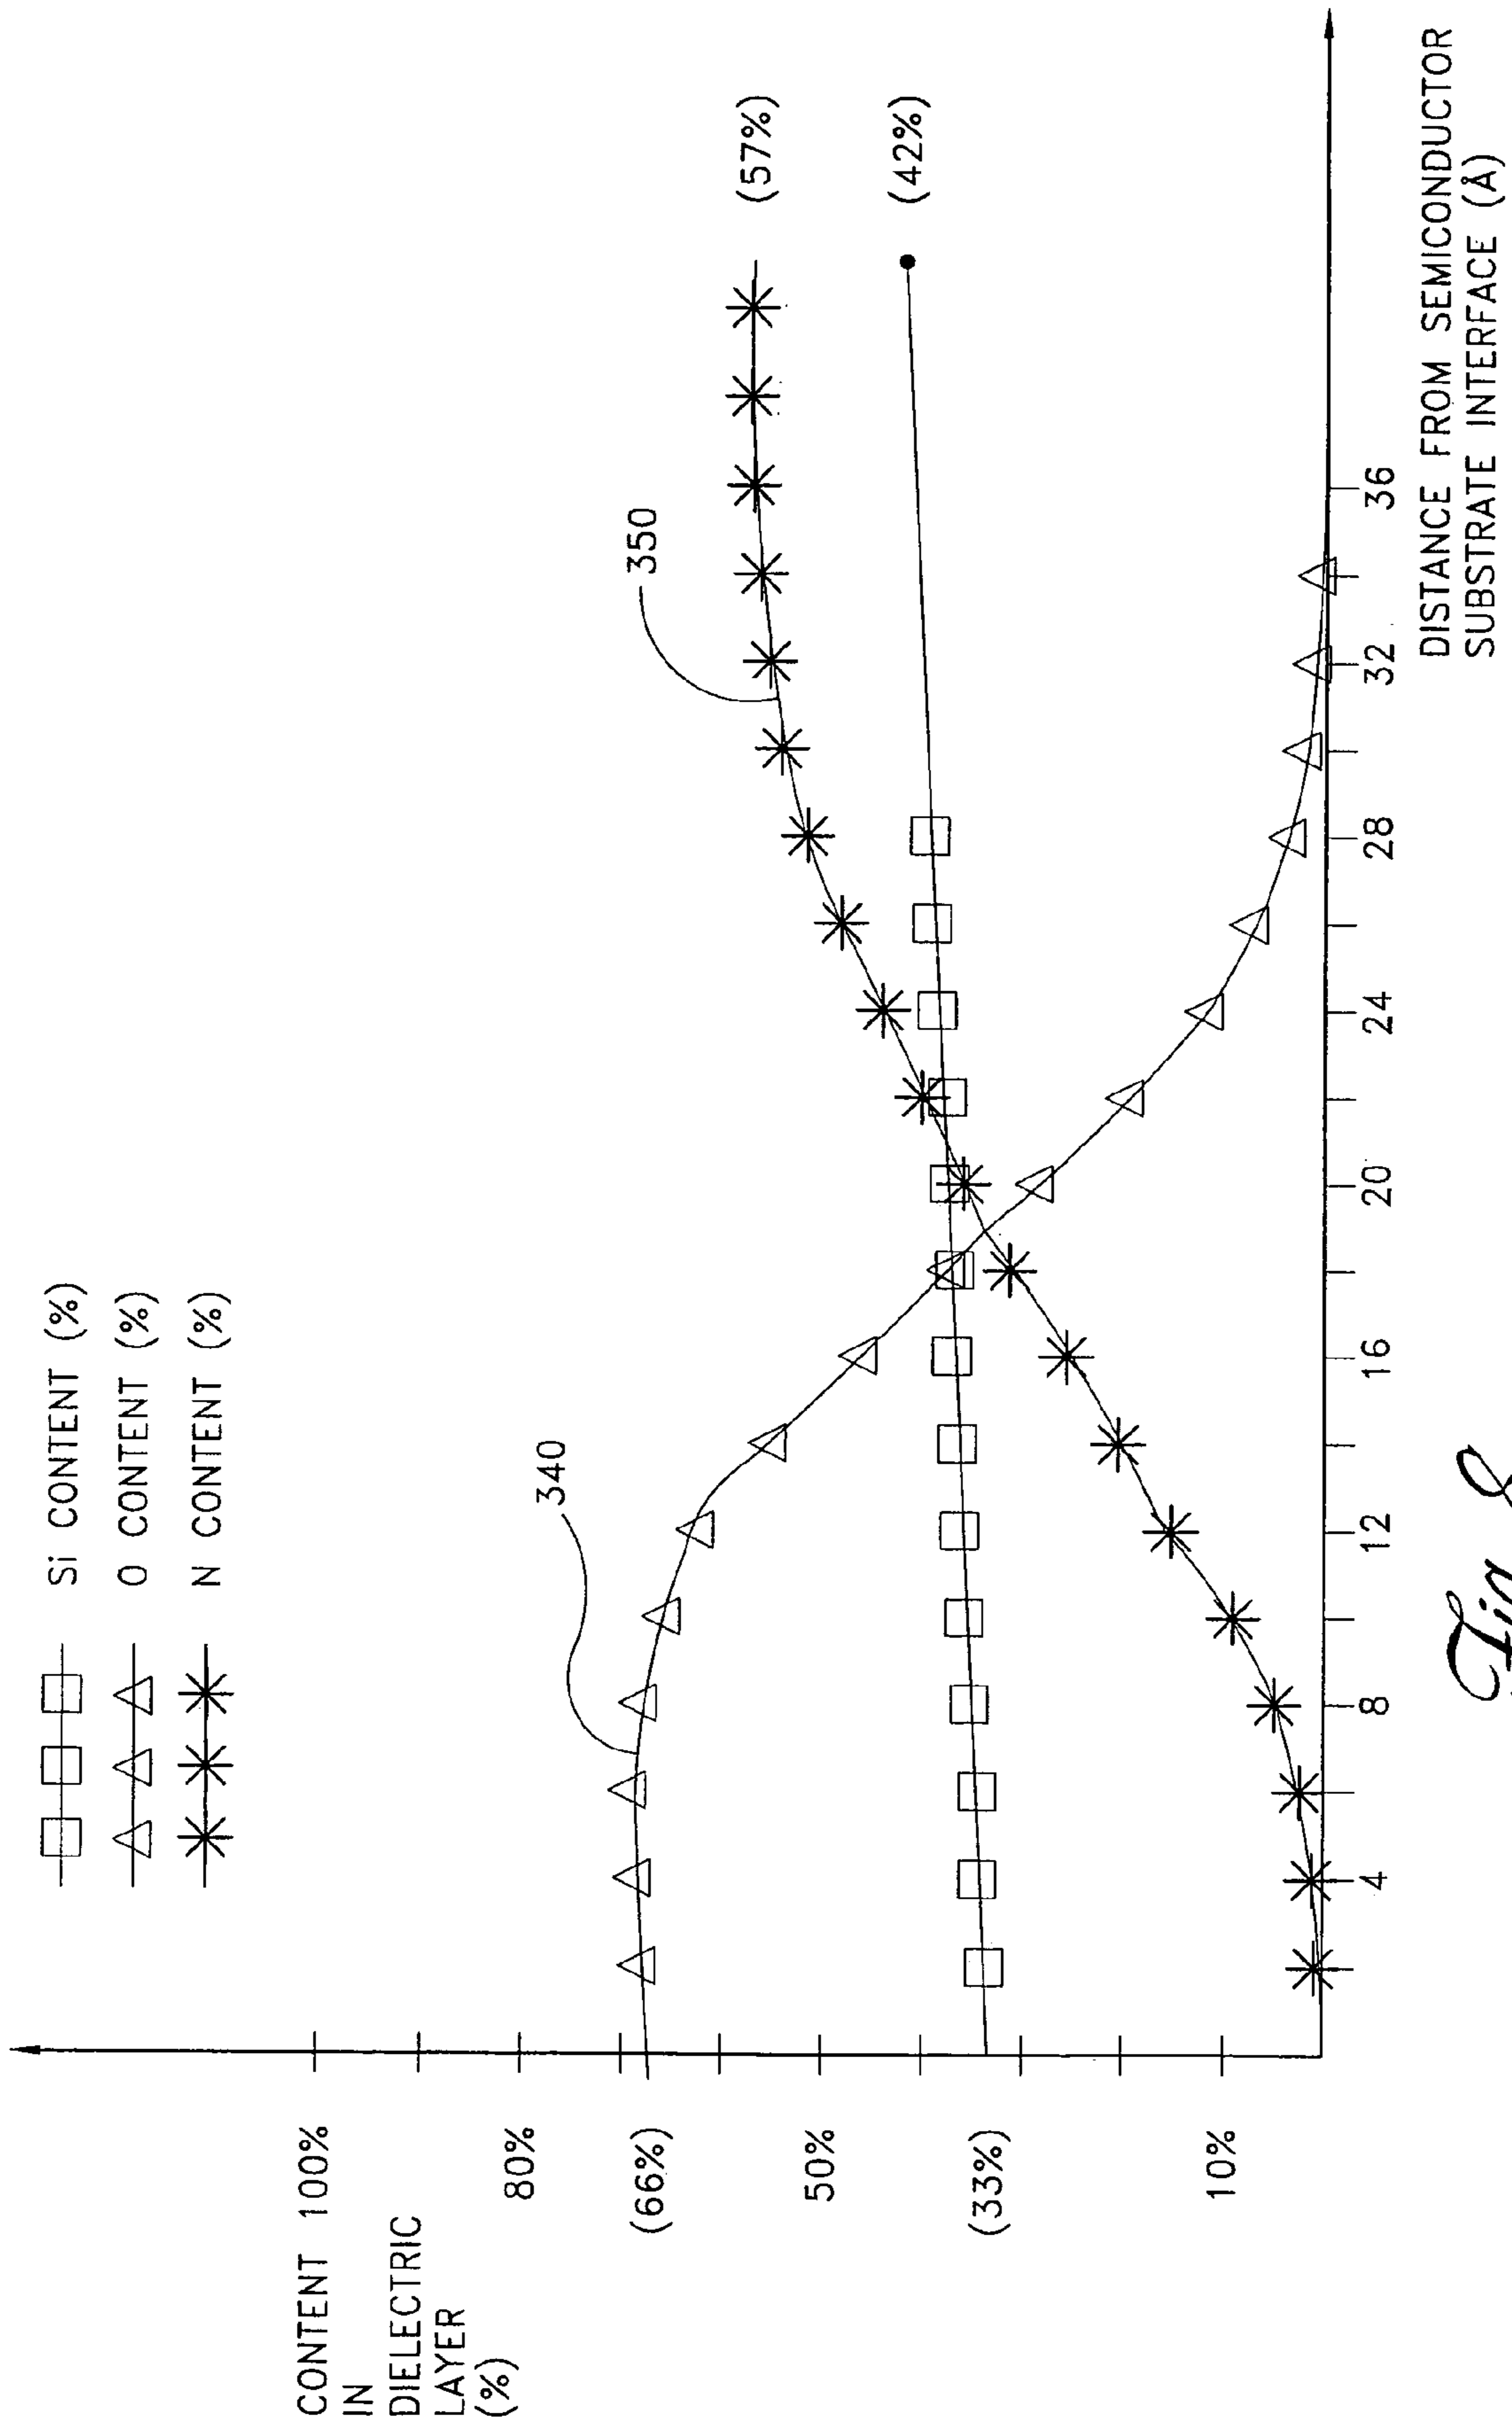 Si CONTENT (%)
O CONTENT (%)
N CONTENT (%)
CONTENT 100%
IN
DIELECTRIC
LAYER
(%)
80%
(66%)
50%
(33%)
10%
340
350
(57%)
(42%)
4
8
12
16
20
24
28
32
36
DISTANCE FROM SEMICONDUCTOR
SUBSTRATE INTERFACE (Å)
Fig.